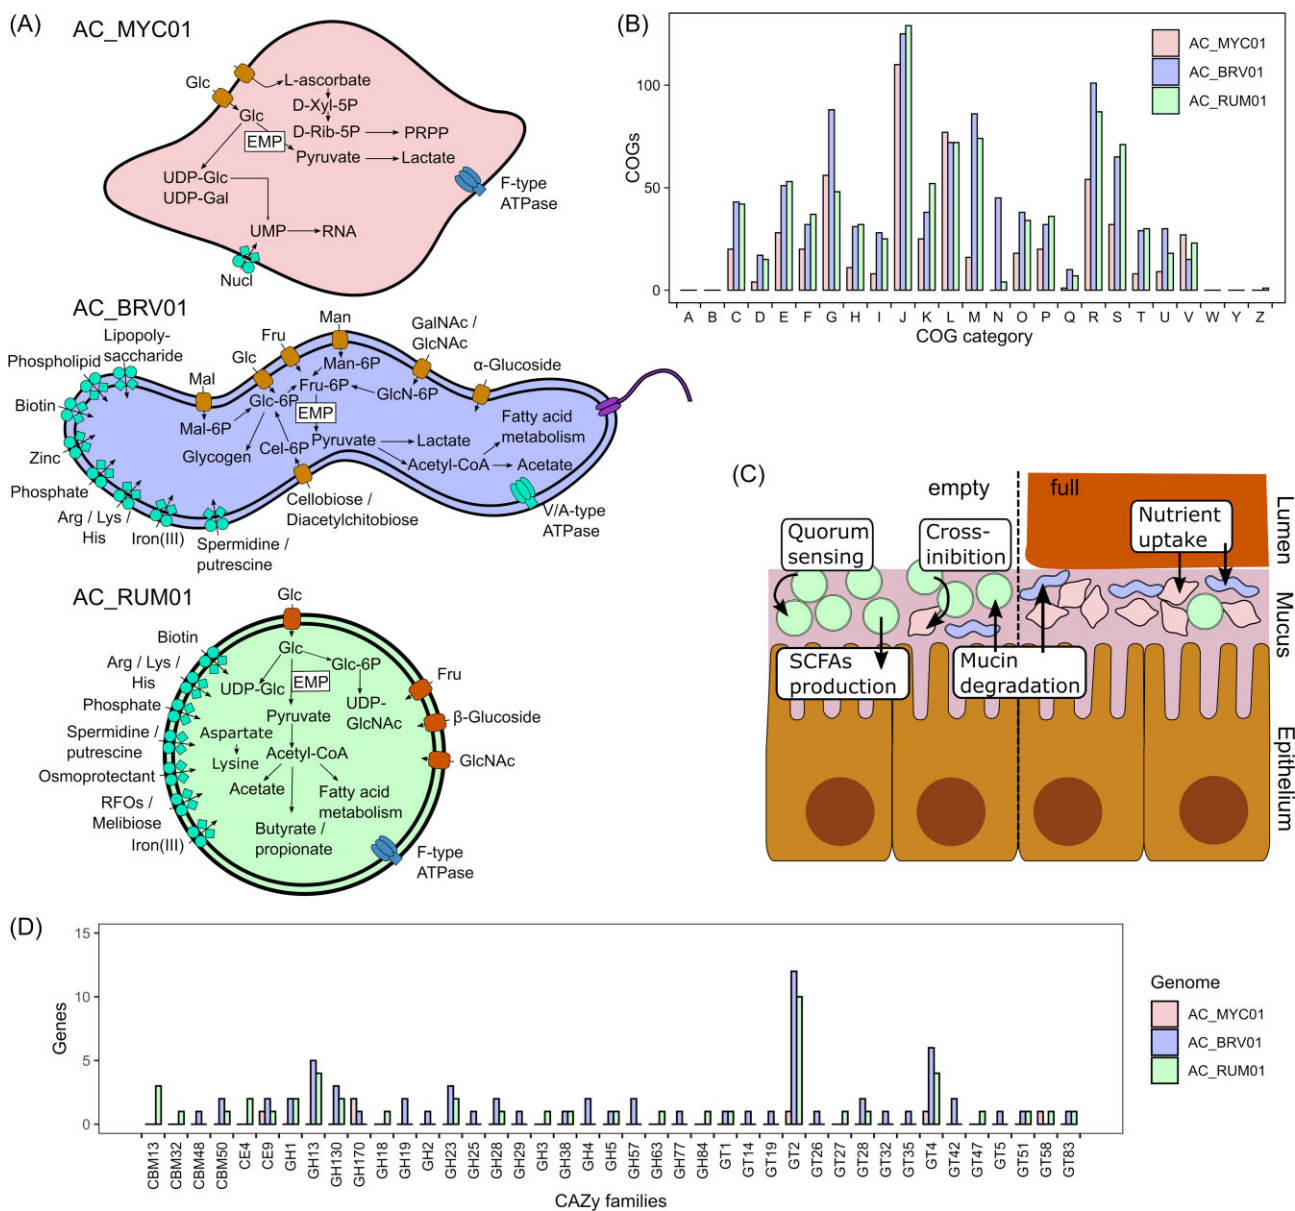 (A)
AC_MYC01
Glc
L-ascorbate
D-Xyl-5P
Glc
D-Rib-5P
PRPP
EMP
Pyruvate
Lactate
UDP-Glc
UDP-Gal
F-type
ATPase
UMP
RNA
Nucl
AC_BRV01
Lipopoly-
saccharide
Phospholipid
Biotin
Zinc
Phosphate
Arg / Lys /
His
Iron(III)
Spermidine /
putrescine
Mal
Glc
Fru
Man
GalNAc /
GlcNAc
α-Glucoside
Man-6P
Fru-6P
GlcN-6P
Glc-6P
Mal-6P
EMP
Glycogen
Cel-6P
Pyruvate
Lactate
Fatty acid
metabolism
Acetyl-CoA
Acetate
Cellobiose /
Diacetylchitobiose
V/A-type
ATPase
AC_RUM01
Glc
Biotin
Arg / Lys /
His
Phosphate
Spermidine /
putrescine
Osmoprotectant
RFOs /
Melibiose
Iron(III)
Glc
Glc-6P
UDP-Glc
EMP
UDP-
GlcNAc
Pyruvate
Aspartate
Lysine
Acetyl-CoA
Acetate
Fatty acid
metabolism
Butyrate /
propionate
Fru
β-Glucoside
GlcNAc
F-type
ATPase
(B)
AC_MYC01
AC_BRV01
AC_RUM01
COGs
100
50
0
A B C D E F G H I J K L M N O P Q R S T U V W Y Z
COG category
(C)
empty
full
Quorum
sensing
Cross-
inibition
Nutrient
uptake
SCFAs
production
Mucin
degradation
Lumen
Mucus
Epithelium
(D)
Genes
15
10
5
0
CBM13 CBM32 CBM48 CBM50 CE4 CE9 GH1 GH13 GH130 GH170 GH18 GH19 GH2 GH23 GH25 GH28 GH29 GH3 GH38 GH4 GH5 GH57 GH63 GH77 GH84 GT1 GT14 GT19 GT2 GT26 GT27 GT28 GT32 GT35 GT4 GT42 GT47 GT5 GT51 GT58 GT83
CAZy families
Genome
AC_MYC01
AC_BRV01
AC_RUM01